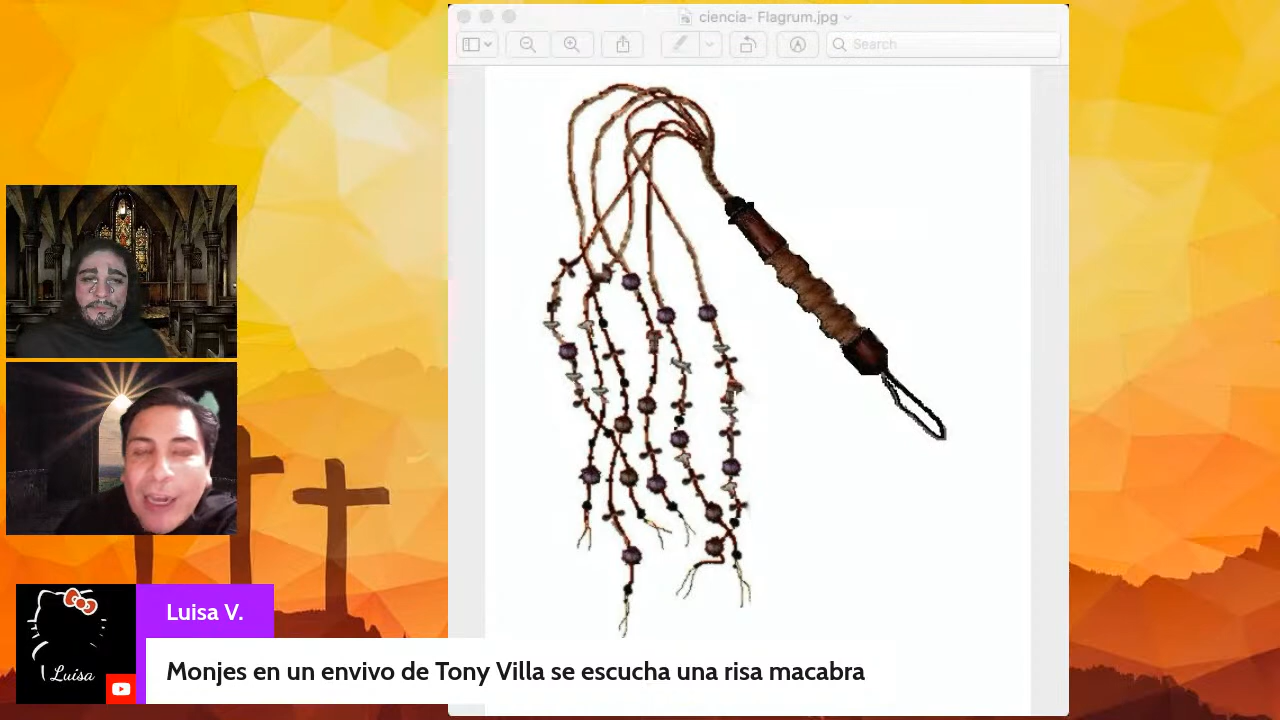 ciencia- Flagrum.jpg
Search
Luisa
Luisa V.
Monjes en un envivo de Tony Villa se escucha una risa macabra